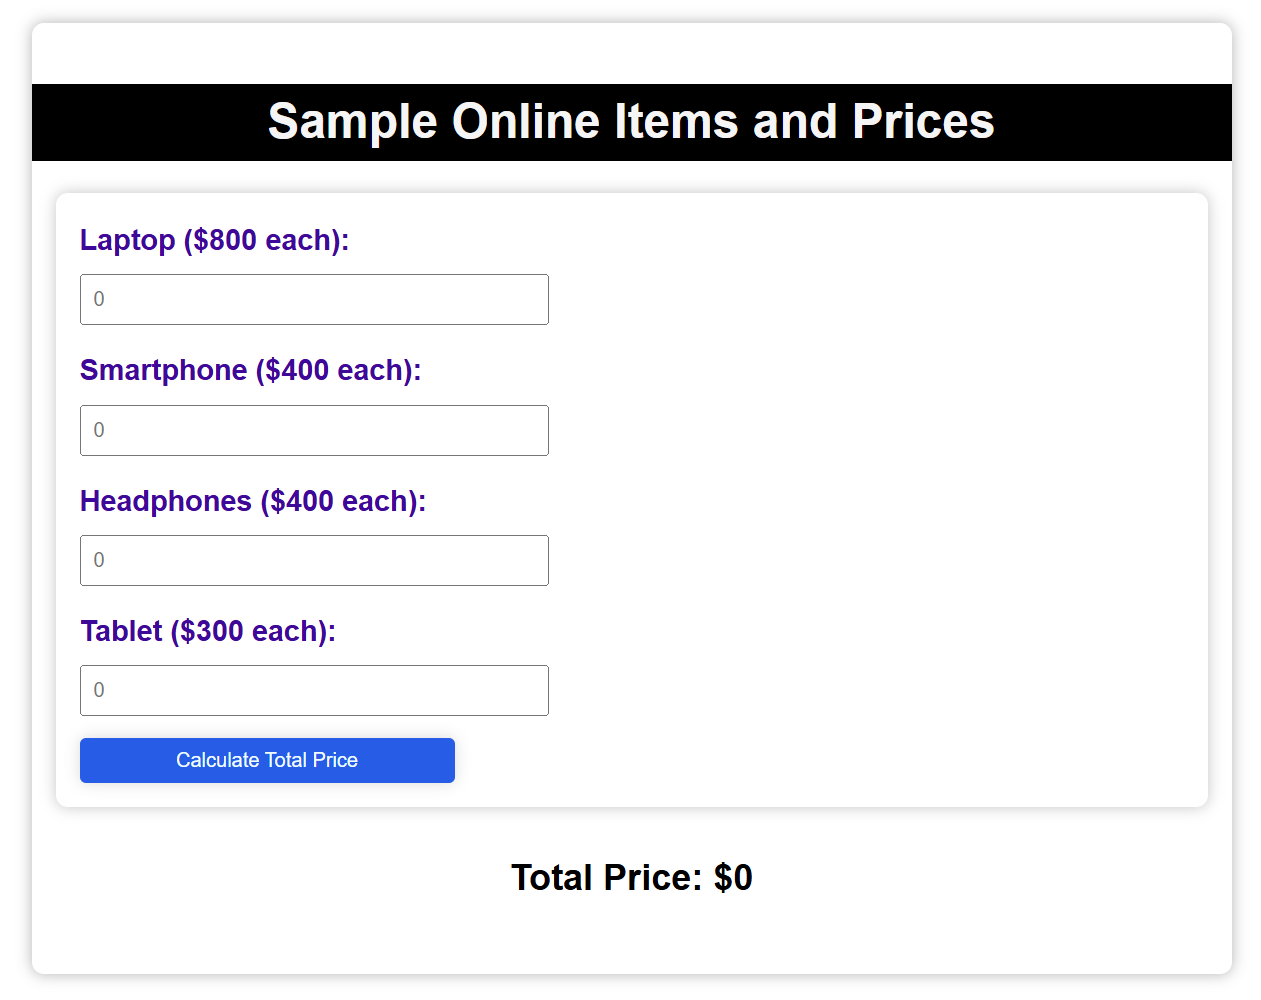 Sample Online Items and Prices
Laptop ($800 each):
0
Smartphone ($400 each):
0
Headphones ($400 each):
0
Tablet ($300 each):
0
Calculate Total Price
Total Price: $0